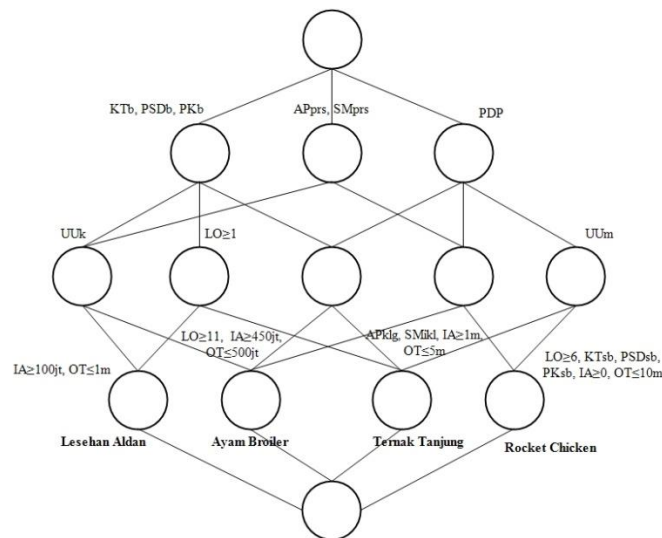 KTb, PSDb, PKb
APprs, SMprs
PDP
UUk
LO≥1
UUm
LO≥11, IA≥450jt,
OT≤500jt
APklg, SMikl, IA≥1m,
OT≤5m
LO≥6, KTsb, PSDsb,
PKsb, IA≥0, OT≤10m
IA≥100jt, OT≤1m
Lesehan Aldan
Ayam Broiler
Ternak Tanjung
Rocket Chicken